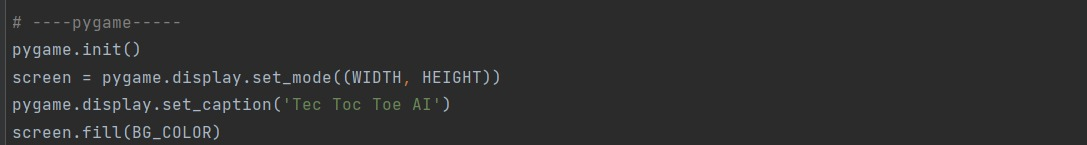 # ----pygame-----
pygame.init()
screen = pygame.display.set_mode((WIDTH, HEIGHT))
pygame.display.set_caption('Tec Toc Toe AI')
screen.fill(BG_COLOR)